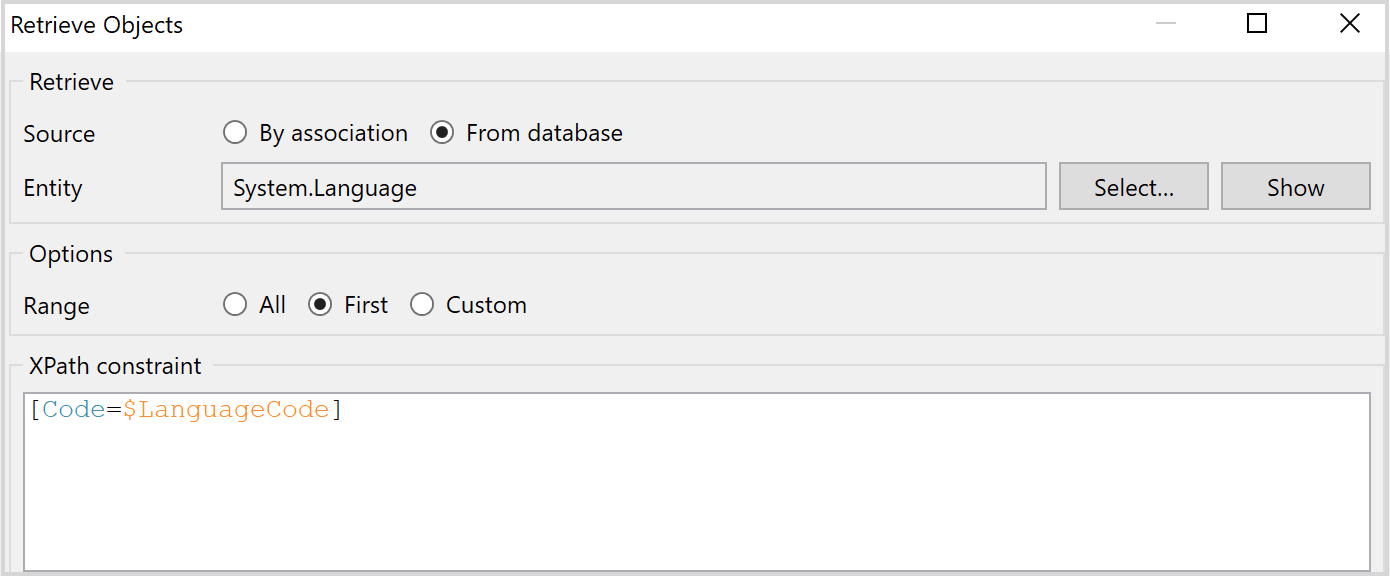 Retrieve Objects
Retrieve
Source By association From database
Entity System.Language Select... Show
Options
Range All First Custom
XPath constraint
[Code=$LanguageCode]